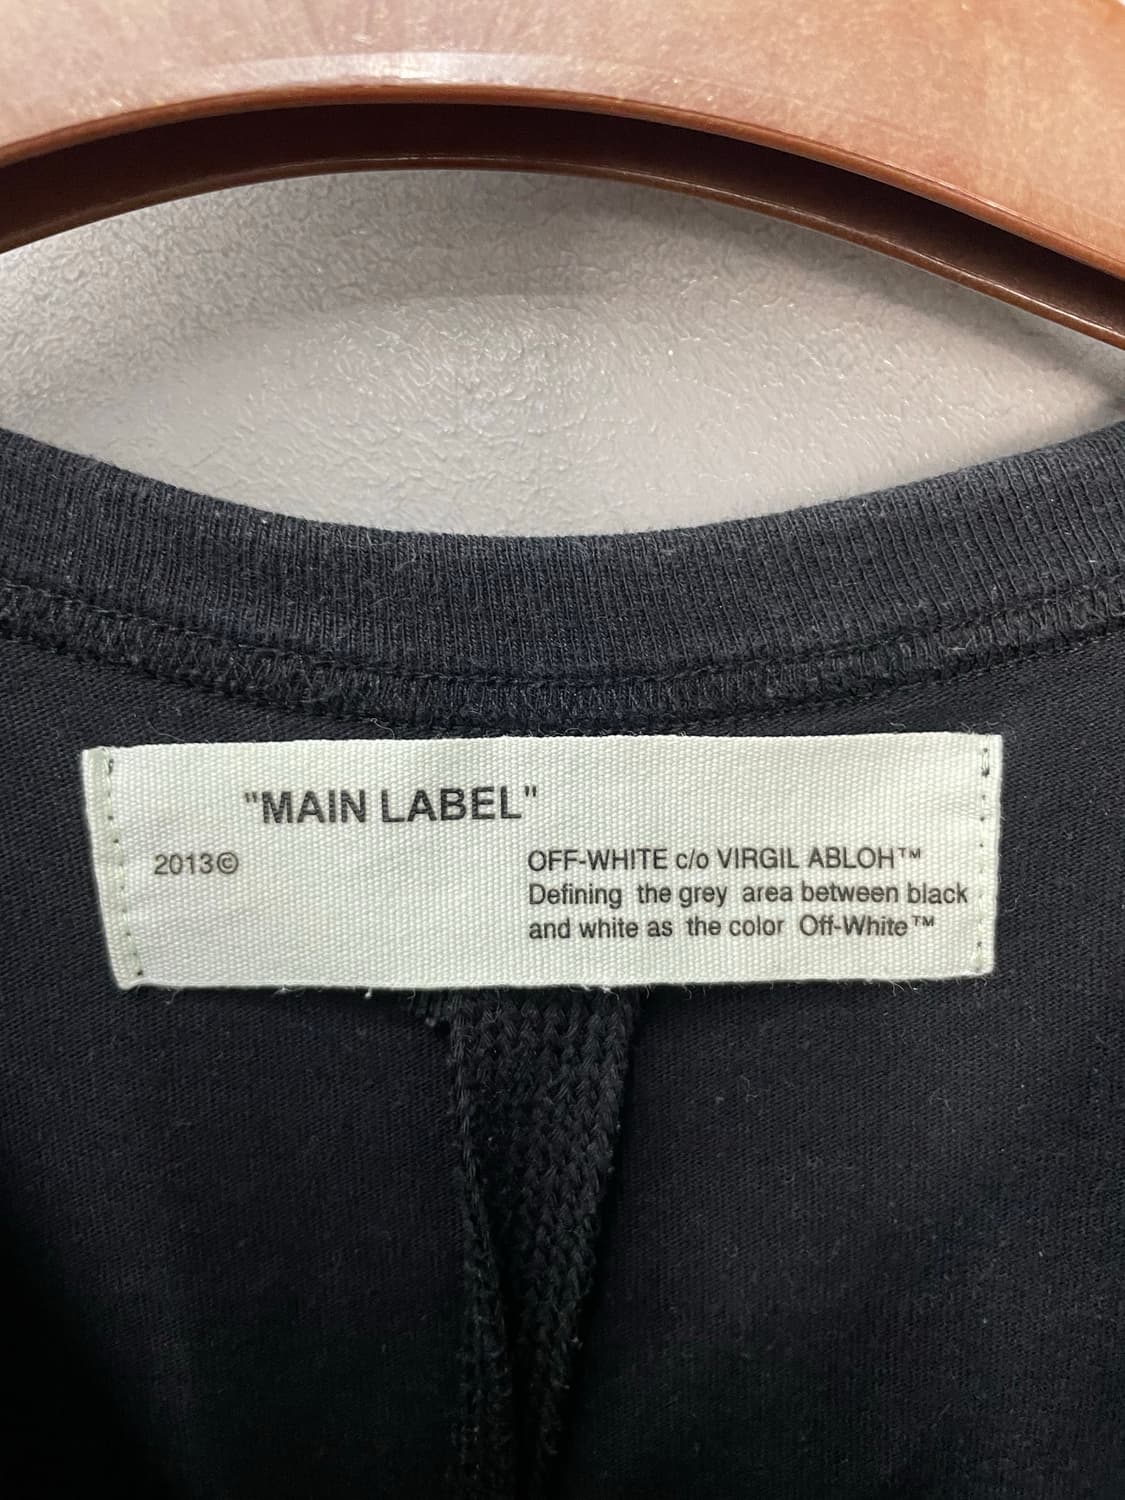 "MAIN LABEL"
2013©
OFF-WHITE c/o VIRGIL ABLOH™
Defining the grey area between black
and white as the color Off-White™